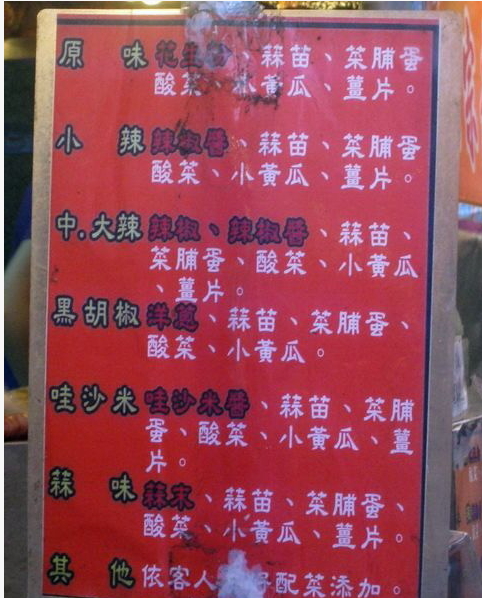 原 味 花生粉、蒜苗、菜脯蛋
酸菜、小黃瓜、薑片。
小 辣 辣椒醬、蒜苗、菜脯蛋
酸菜、小黃瓜、薑片。
中.大辣 辣椒、辣椒醬、蒜苗、
菜脯蛋、酸菜、小黃瓜
、薑片。
黑胡椒 洋蔥、蒜苗、菜脯蛋、
酸菜、小黃瓜。
哇沙米 哇沙米醬、蒜苗、菜脯
蛋、酸菜、小黃瓜、薑
片。
蒜 味 蒜末、蒜苗、菜脯蛋、
酸菜、小黃瓜、薑片。
其 他 依客人 好配菜添加。